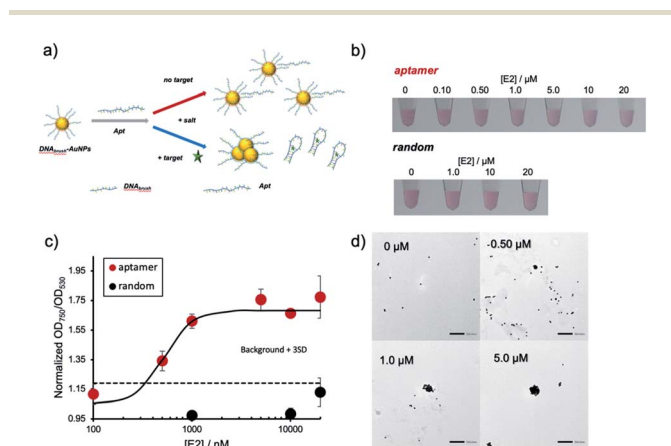 a)
no target
+ salt
Apt
DNAbrush-AuNPs
+ target
DNAbrush
Apt
b)
aptamer
[E2] / µM
0 0.10 0.50 1.0 5.0 10 20
random
[E2] / µM
0 1.0 10 20
c)
Normalized OD750/OD530
1.95
1.75
1.55
1.35
1.15
0.95
aptamer
random
Background + 3SD
100 1000 10000
[E2] / nM
d)
0 µM
-0.50 µM
1.0 µM
5.0 µM